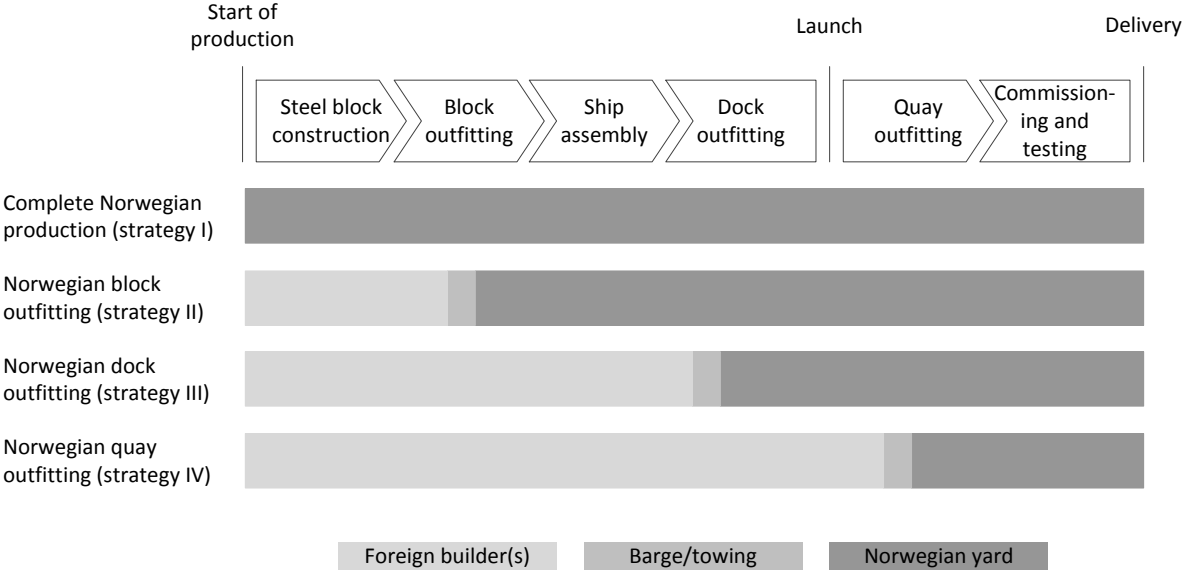 Start of
production
Launch
Delivery
Steel block
construction
Block
outfitting
Ship
assembly
Dock
outfitting
Quay
outfitting
Commission-
ing and
testing
Complete Norwegian
production (strategy I)
Norwegian block
outfitting (strategy II)
Norwegian dock
outfitting (strategy III)
Norwegian quay
outfitting (strategy IV)
Foreign builder(s)
Barge/towing
Norwegian yard